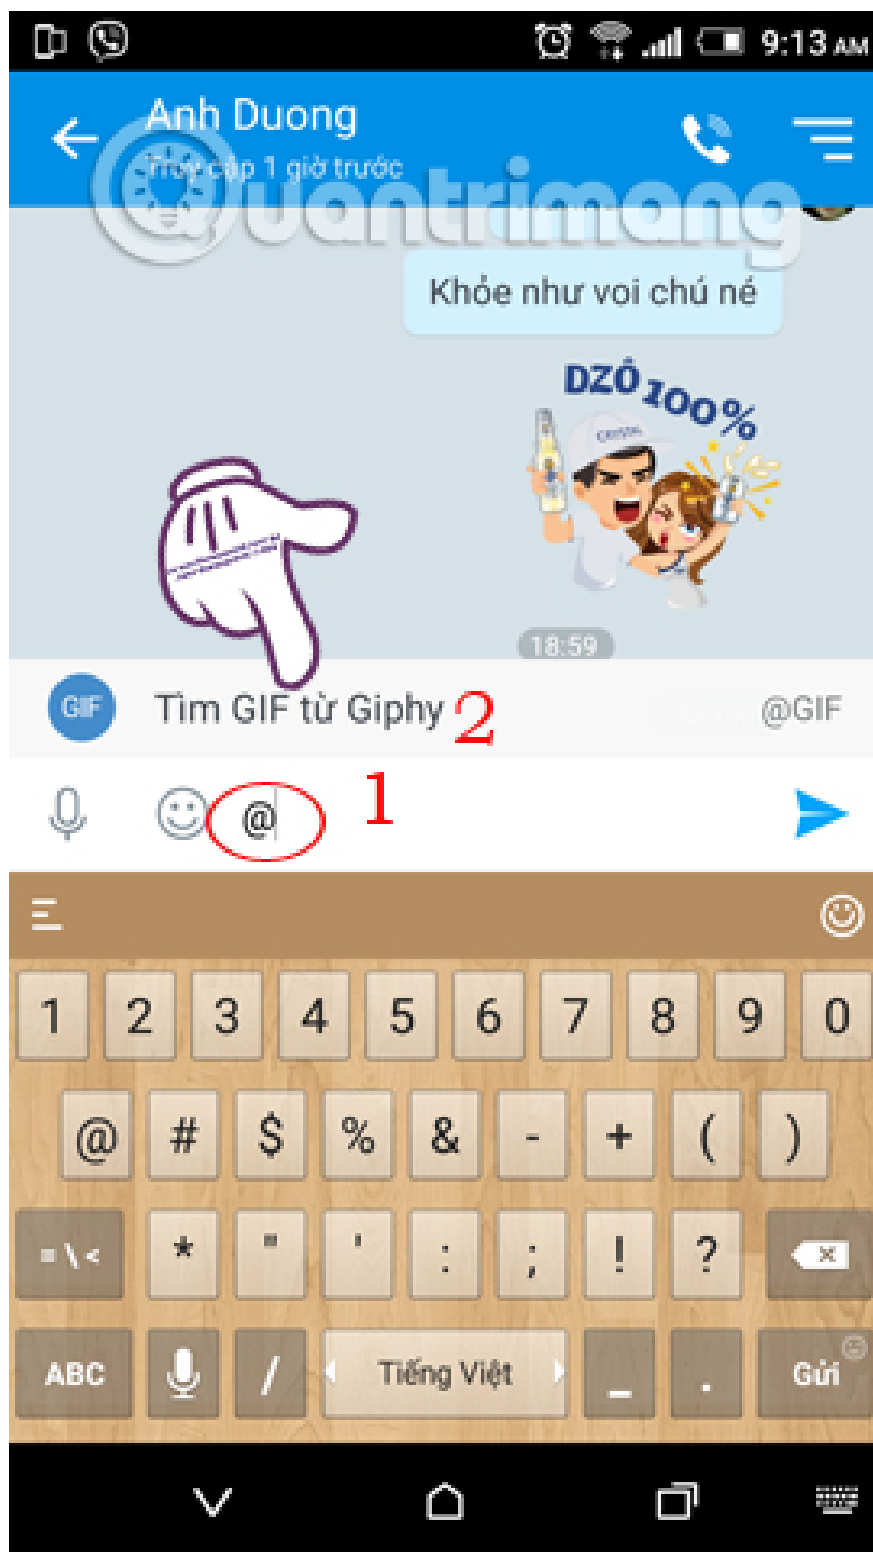 9:13 AM
Anh Duong
Truy cập 1 giờ trước
Quantrimang
Khỏe như voi chú né
DZÔ 100%
CRYSTAL
18:59
GIF Tìm GIF từ Giphy 2 @GIF
@ 1
1 2 3 4 5 6 7 8 9 0
@ # $ % & - + ( )
= \ < * " ' : ; ! ?
ABC / Tiếng Việt _ . Gửi